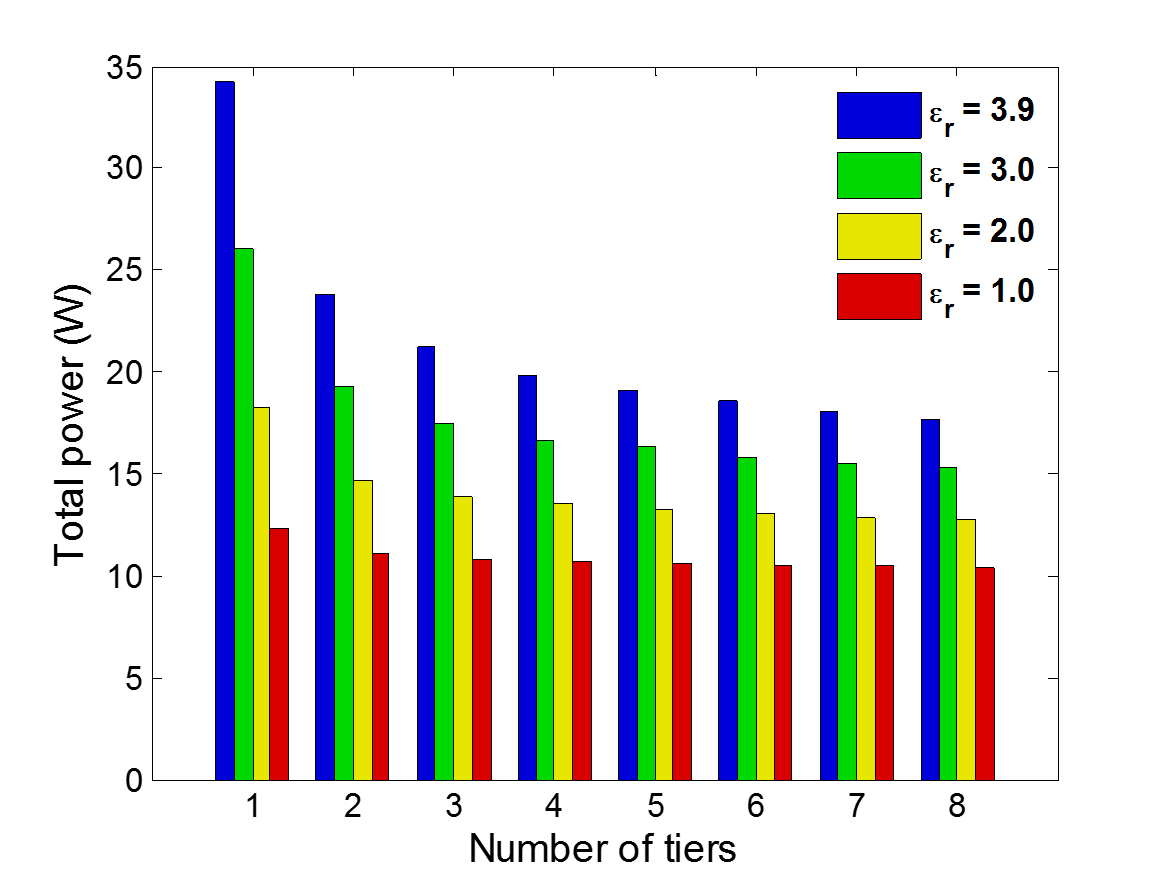 35
30
25
20
15
10
5
0
Total power (W)
εr = 3.9
εr = 3.0
εr = 2.0
εr = 1.0
1 2 3 4 5 6 7 8
Number of tiers